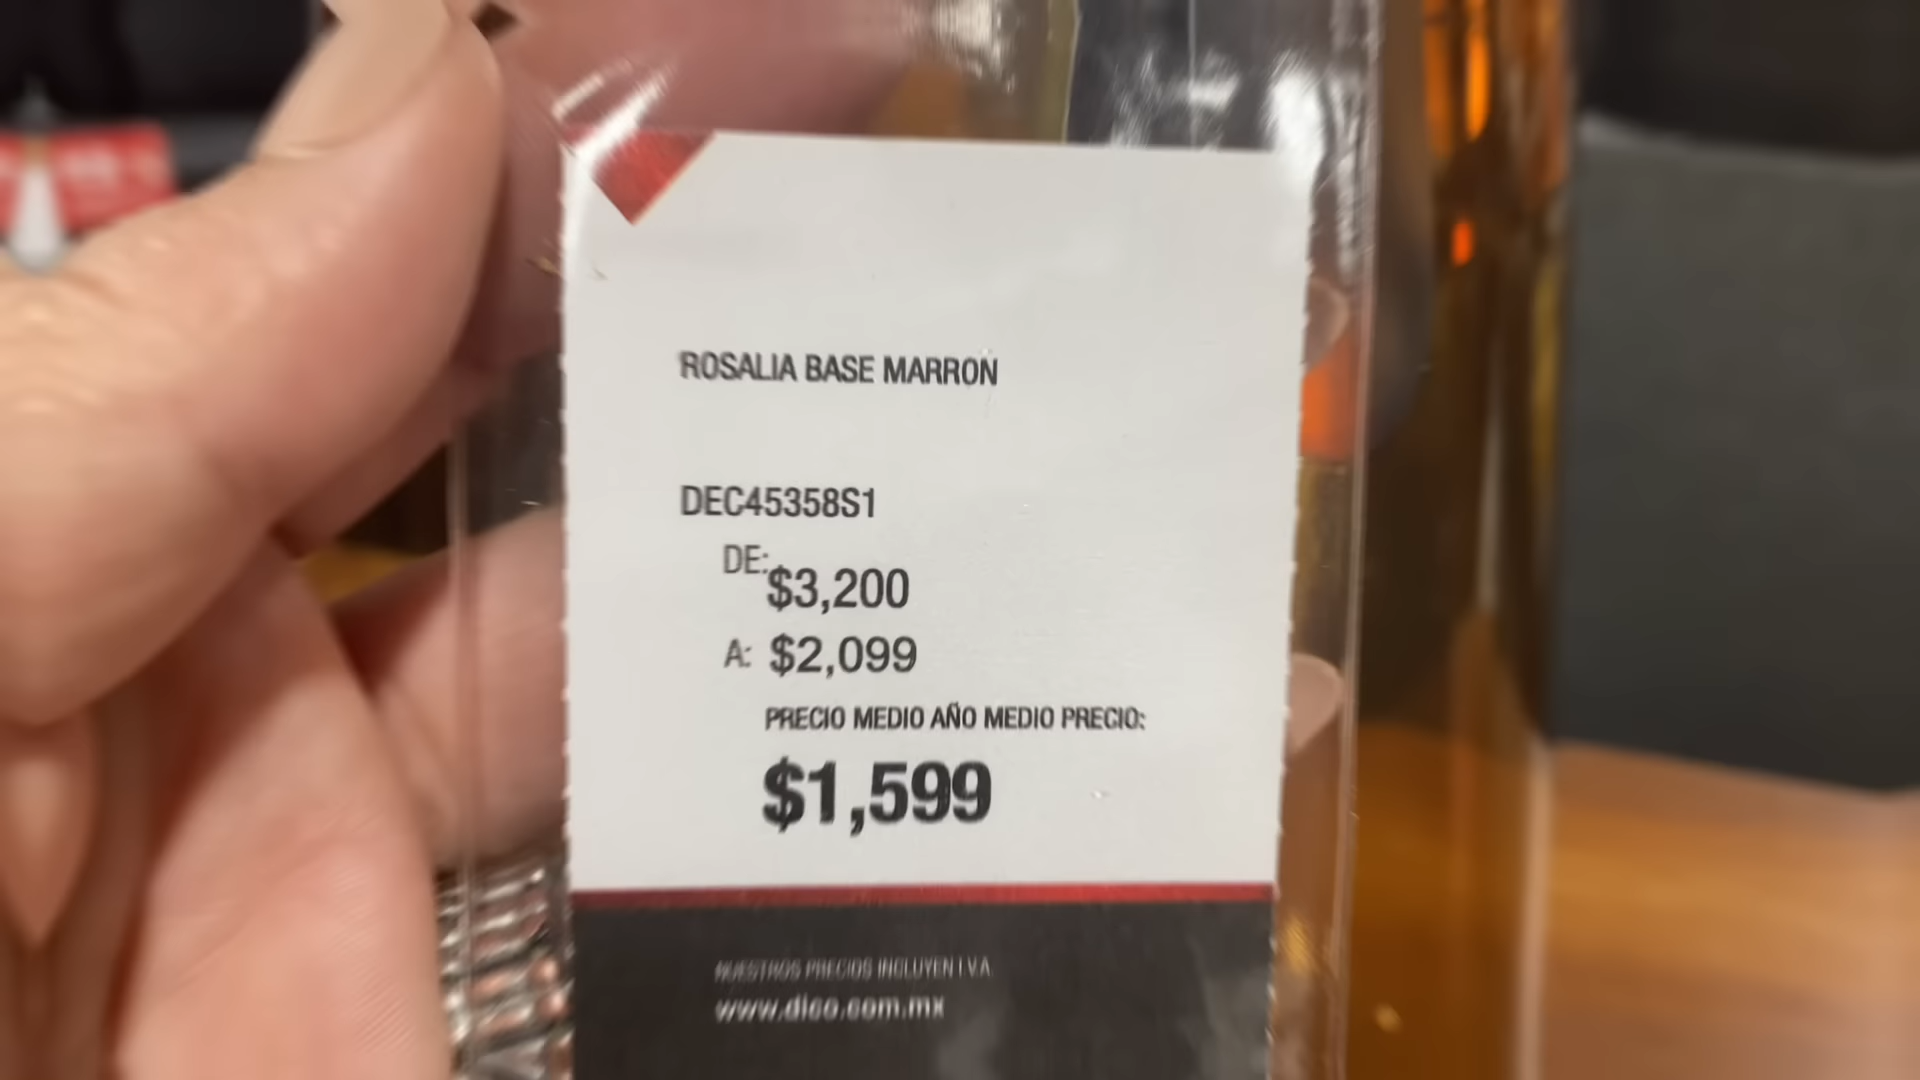 ROSALIA BASE MARRON
DEC45358S1
DE: $3,200
A: $2,099
PRECIO MEDIO AÑO MEDIO PRECIO:
$1,599
NUESTROS PRECIOS INCLUYEN I.V.A.
www.dico.com.mx